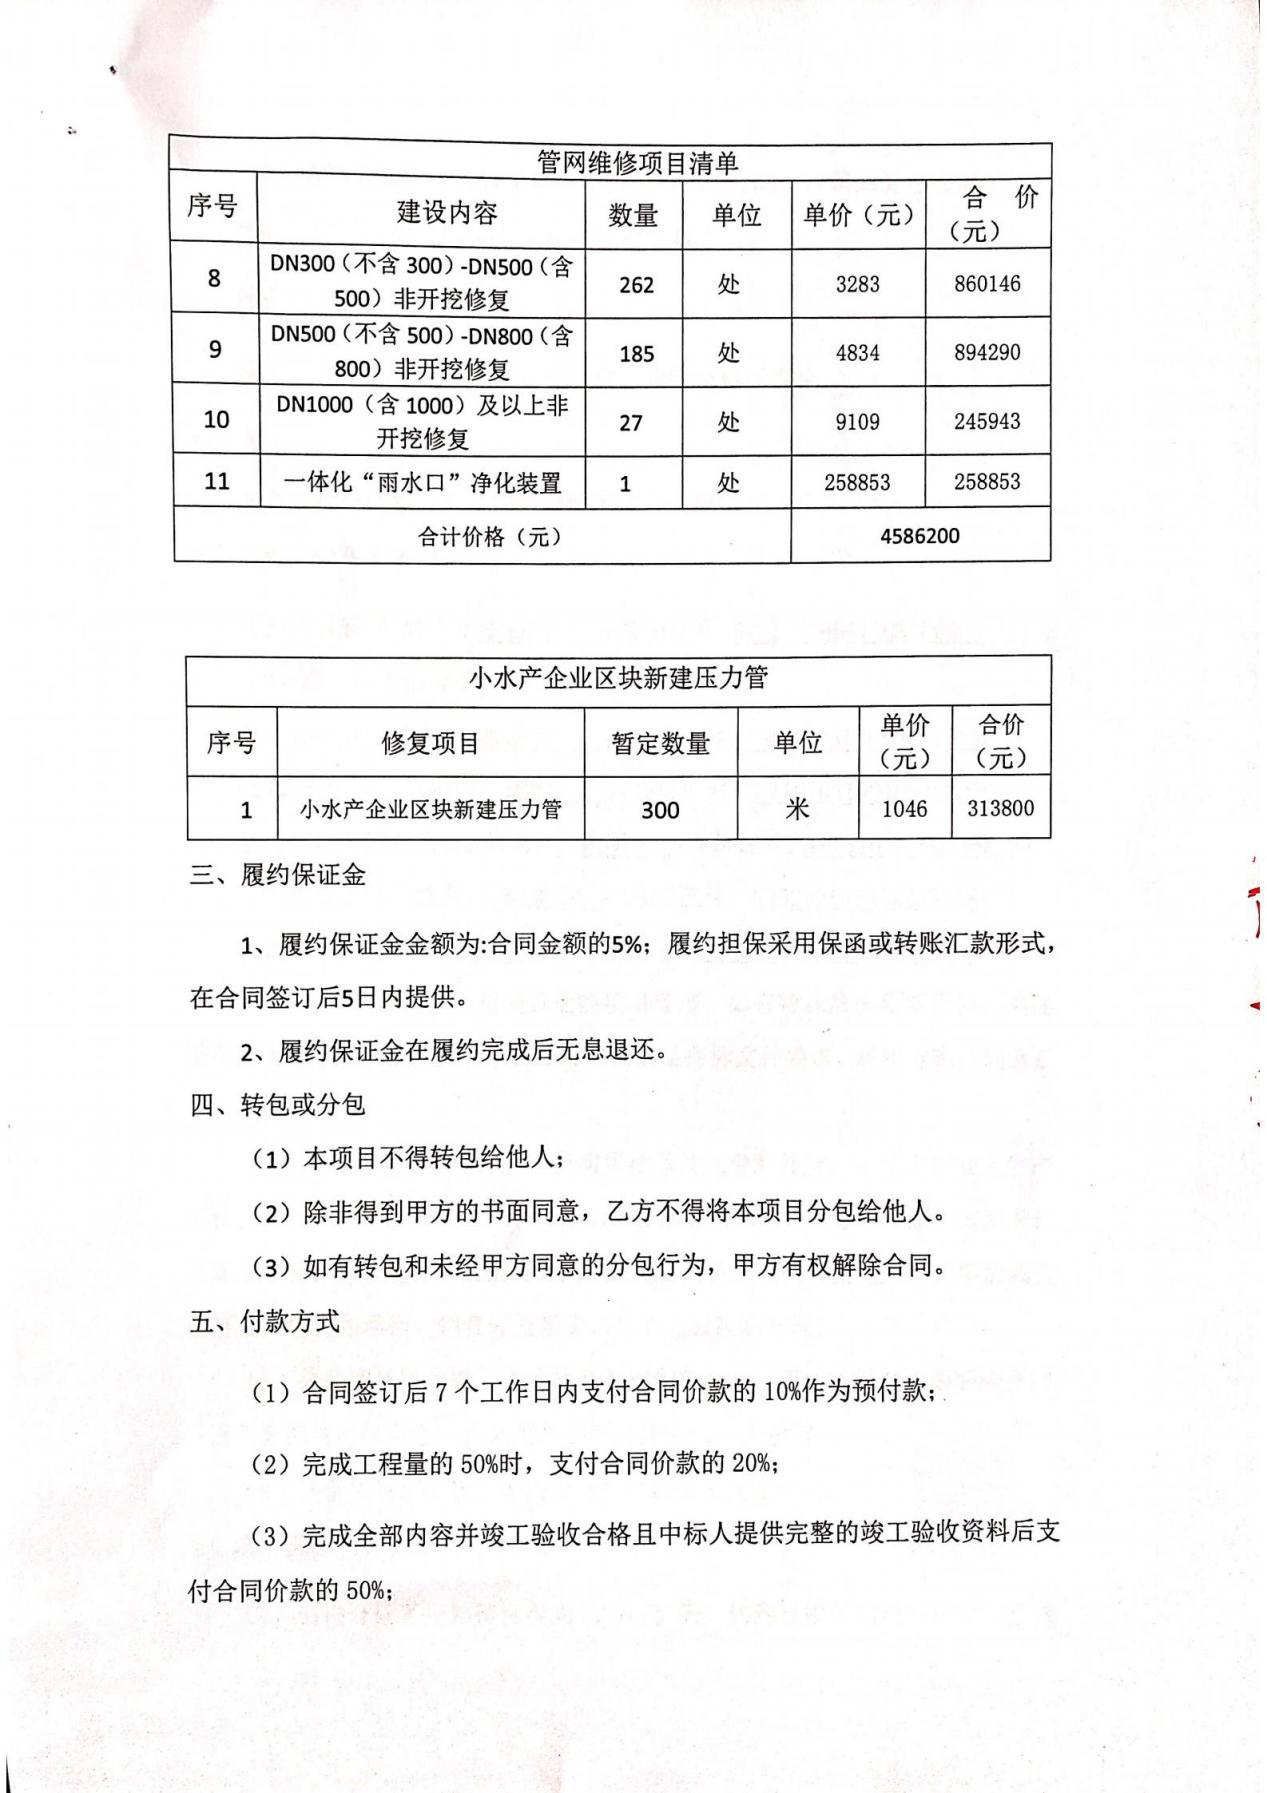 管网维修项目清单
序号 建设内容 数量 单位 单价（元） 合 价
（元）
8 DN300（不含 300）-DN500（含
500）非开挖修复 262 处 3283 860146
9 DN500（不含 500）-DN800（含
800）非开挖修复 185 处 4834 894290
10 DN1000（含 1000）及以上非
开挖修复 27 处 9109 245943
11 一体化“雨水口”净化装置 1 处 258853 258853
合计价格（元） 4586200
小水产企业区块新建压力管
序号 修复项目 暂定数量 单位 单价
（元） 合价
（元）
1 小水产企业区块新建压力管 300 米 1046 313800
三、履约保证金
1、履约保证金金额为:合同金额的5%；履约担保采用保函或转账汇款形式，
在合同签订后5日内提供。
2、履约保证金在履约完成后无息退还。
四、转包或分包
（1）本项目不得转包给他人；
（2）除非得到甲方的书面同意，乙方不得将本项目分包给他人。
（3）如有转包和未经甲方同意的分包行为，甲方有权解除合同。
五、付款方式
（1）合同签订后 7 个工作日内支付合同价款的 10%作为预付款；
（2）完成工程量的 50%时，支付合同价款的 20%；
（3）完成全部内容并竣工验收合格且中标人提供完整的竣工验收资料后支
付合同价款的 50%；